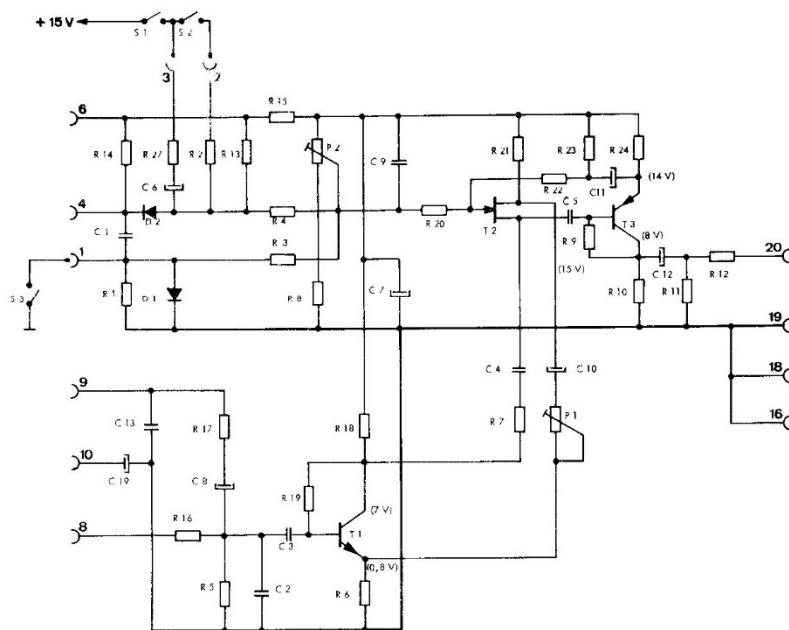 + 15 V
S 1
S 2
3
2
6
R 15
R 14
R 27
R 2
R 13
P 2
C 9
R 21
R 23
R 24
C 6
R 22
C 11
(14 V)
4
D 2
R 4
R 20
T 2
C 5
T 3
C 1
R 3
R 9
(8 V)
1
(15 V)
C 12
R 12
20
S 3
R 1
D 1
R 8
C 7
R 10
R 11
19
9
C 4
C 10
18
C 13
R 17
R 18
R 7
P 1
16
10
C 19
C 8
R 19
(7 V)
8
R 16
C 3
T 1
(0,8 V)
R 5
C 2
R 6